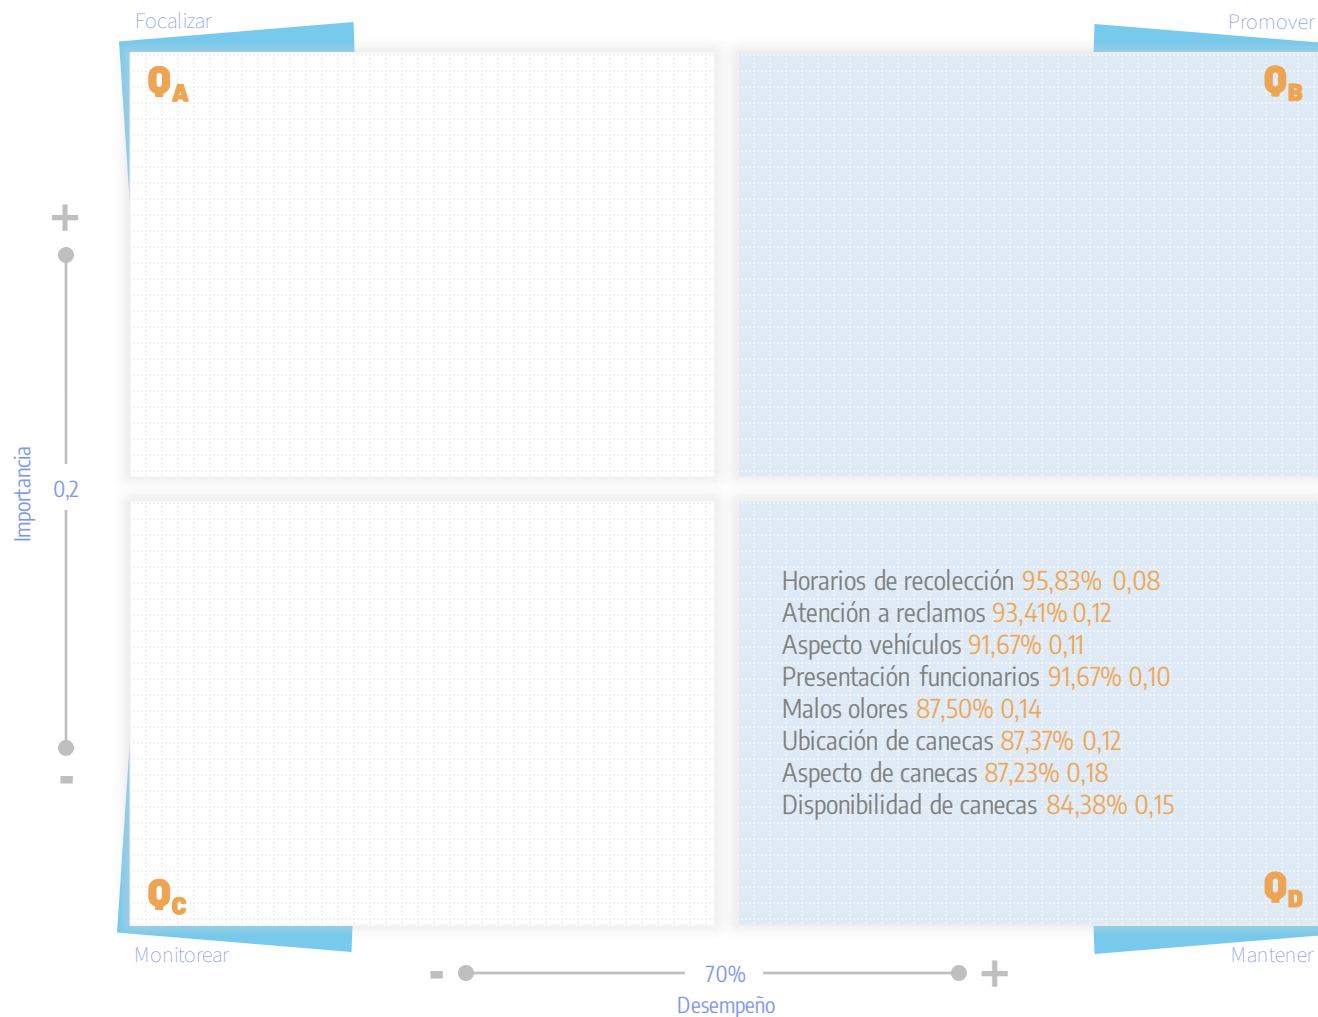 Focalizar
Promover
QA
QB
+
Importancia
0,2
-
Horarios de recolección 95,83% 0,08
Atención a reclamos 93,41% 0,12
Aspecto vehículos 91,67% 0,11
Presentación funcionarios 91,67% 0,10
Malos olores 87,50% 0,14
Ubicación de canecas 87,37% 0,12
Aspecto de canecas 87,23% 0,18
Disponibilidad de canecas 84,38% 0,15
QC
QD
Monitorear
Mantener
- 70% +
Desempeño